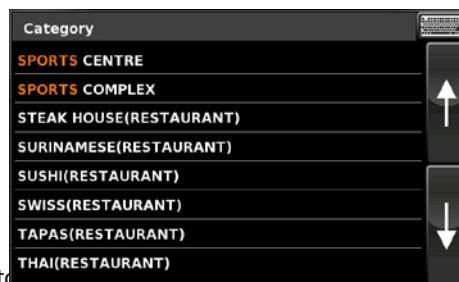 Category
SPORTS CENTRE
SPORTS COMPLEX
STEAK HOUSE(RESTAURANT)
SURINAMESE(RESTAURANT)
SUSHI(RESTAURANT)
SWISS(RESTAURANT)
TAPAS(RESTAURANT)
THAI(RESTAURANT)